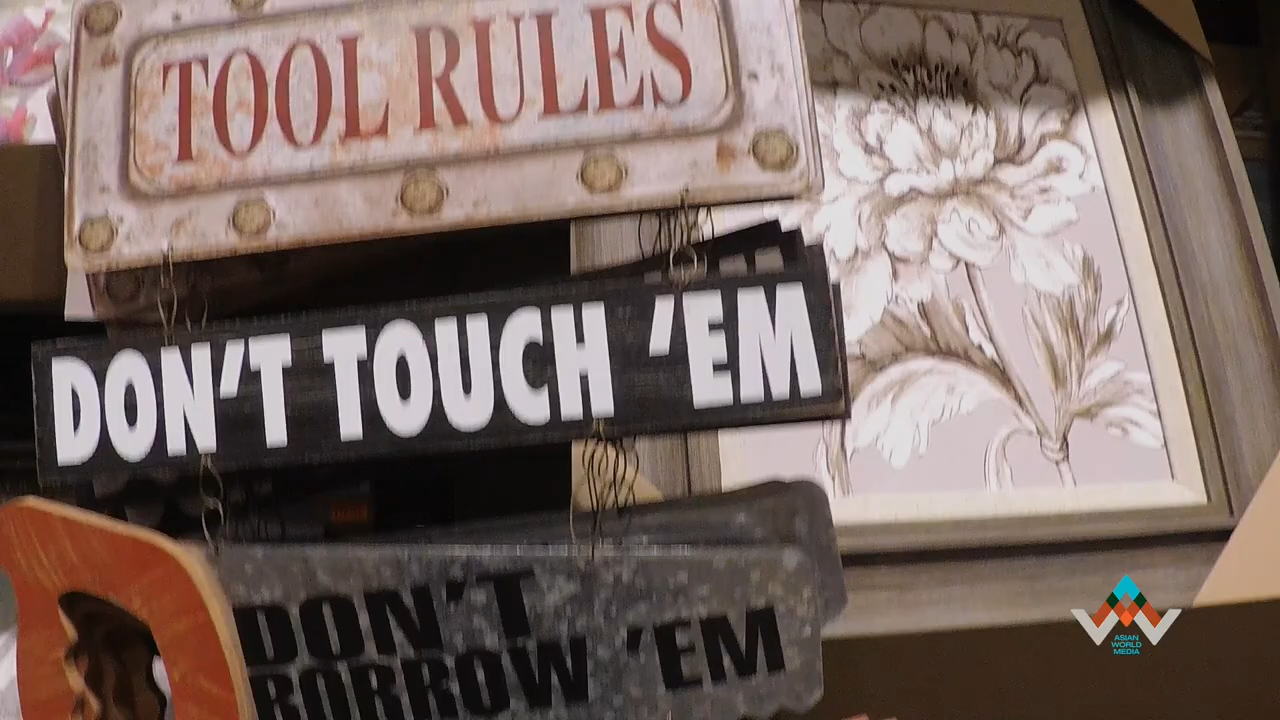 TOOL RULES
DON'T TOUCH 'EM
DON'T
BORROW 'EM
ASIAN
WORLD
MEDIA